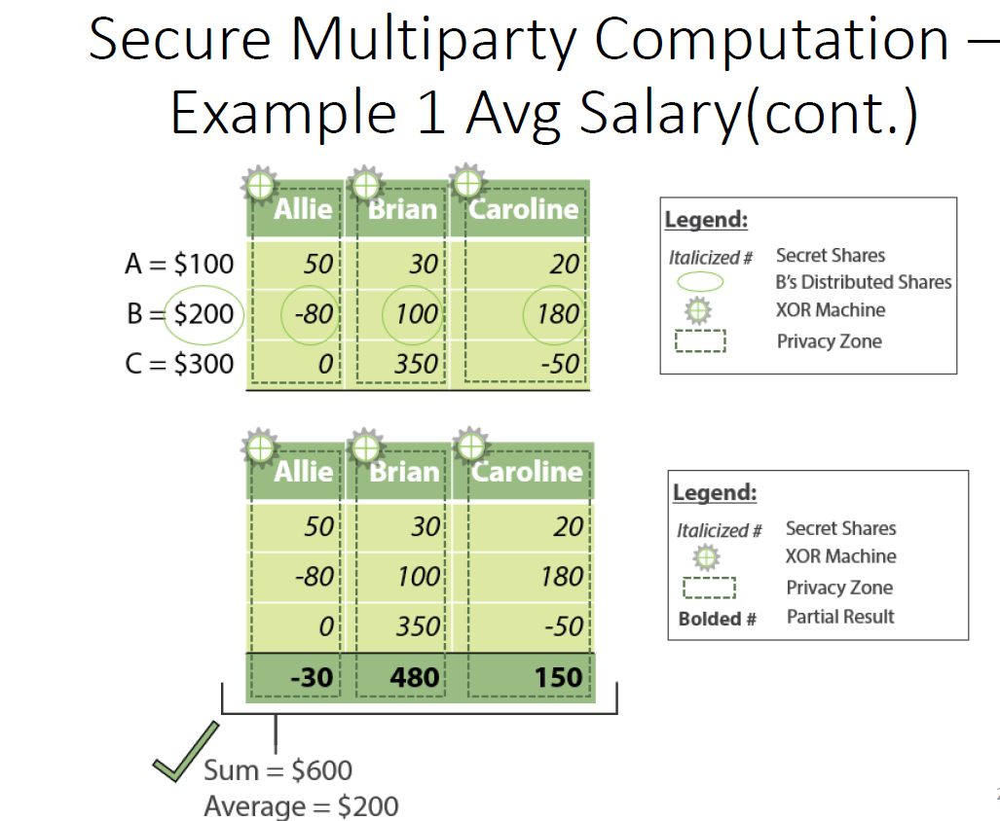 Secure Multiparty Computation –
Example 1 Avg Salary(cont.)
Allie Brian Caroline
A = $100 50 30 20
B = $200 -80 100 180
C = $300 0 350 -50
Legend:
Italicized # Secret Shares
B's Distributed Shares
XOR Machine
Privacy Zone
Allie Brian Caroline
50 30 20
-80 100 180
0 350 -50
-30 480 150
Legend:
Italicized # Secret Shares
XOR Machine
Privacy Zone
Bolded # Partial Result
Sum = $600
Average = $200